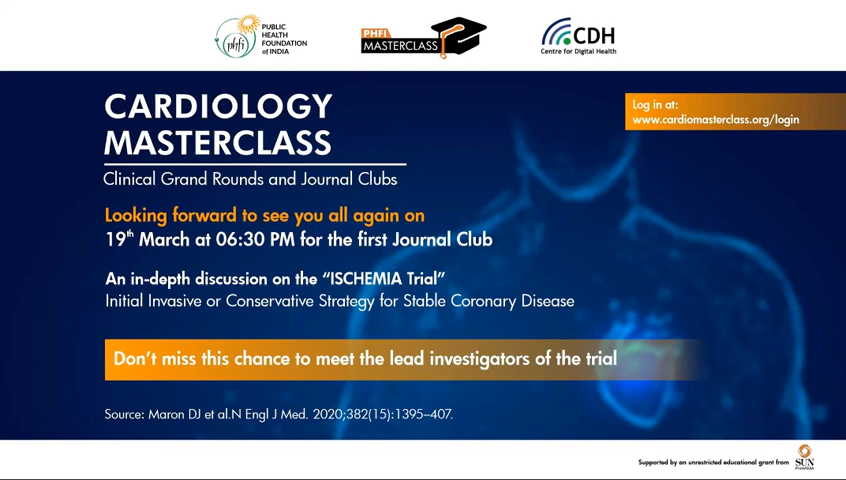 phfi
PUBLIC
HEALTH
FOUNDATION
of INDIA
PHFI
MASTERCLASS
CDH
Centre for Digital Health
CARDIOLOGY
MASTERCLASS
Clinical Grand Rounds and Journal Clubs
Log in at:
www.cardiomasterclass.org/login
Looking forward to see you all again on
19th March at 06:30 PM for the first Journal Club
An in-depth discussion on the “ISCHEMIA Trial”
Initial Invasive or Conservative Strategy for Stable Coronary Disease
Don’t miss this chance to meet the lead investigators of the trial
Source: Maron DJ et al.N Engl J Med. 2020;382(15):1395–407.
Supported by an unrestricted educational grant from
SUN
PHARMA